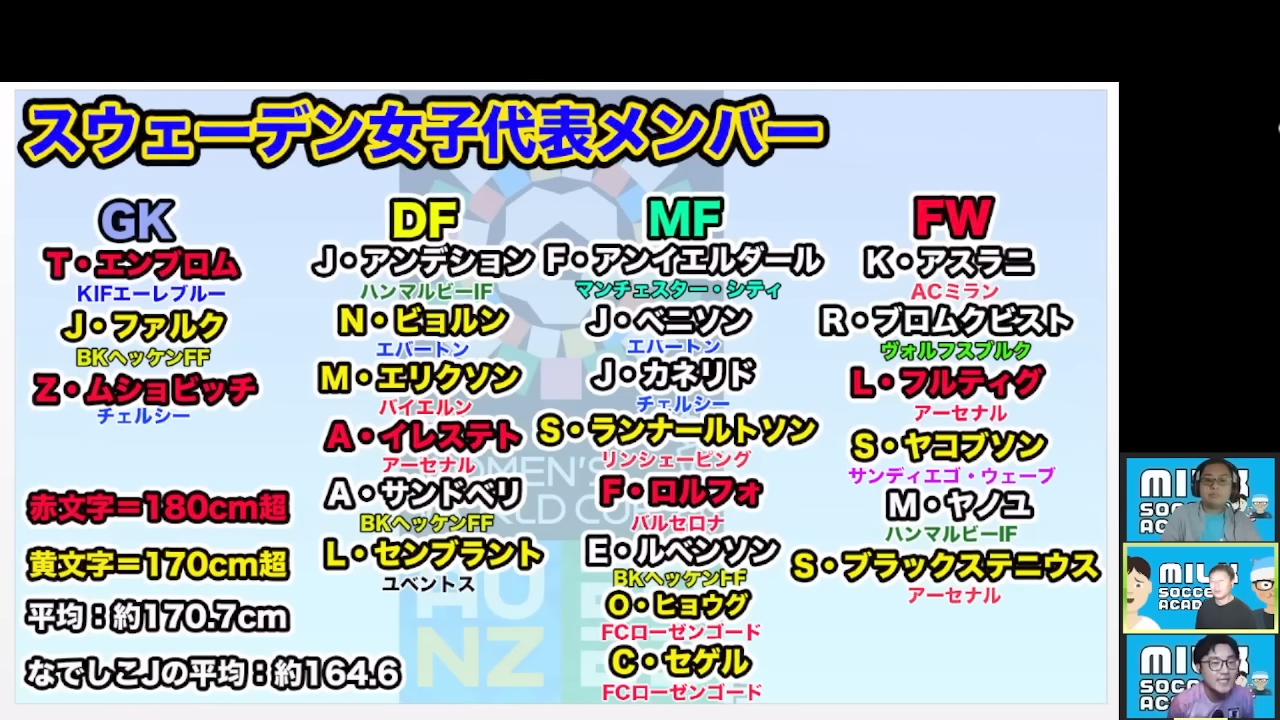 スウェーデン女子代表メンバー
GK
T・エンブロム
KIFエーレブルー
J・ファルク
BKヘッケンFF
Z・ムショビッチ
チェルシー
赤文字＝180cm超
黄文字＝170cm超
平均：約170.7cm
なでしこJの平均：約164.6
DF
J・アンデション
ハンマルビーIF
N・ビョルン
エバートン
M・エリクソン
バイエルン
A・イレステト
アーセナル
A・サンドベリ
BKヘッケンFF
L・センブラント
ユベントス
MF
F・アンイエルダール
マンチェスター・シティ
J・ベニソン
エバートン
J・カネリド
チェルシー
S・ランナールトソン
リンシェーピング
F・ロルフォ
バルセロナ
E・ルベンソン
BKヘッケンFF
O・ヒョウグ
FCローゼンゴード
C・セゲル
FCローゼンゴード
FW
K・アスラニ
ACミラン
R・ブロムクビスト
ヴォルフスブルク
L・フルティグ
アーセナル
S・ヤコブソン
サンディエゴ・ウェーブ
M・ヤノユ
ハンマルビーIF
S・ブラックステニウス
アーセナル
MILK
MILK
SOCCE
ACAD